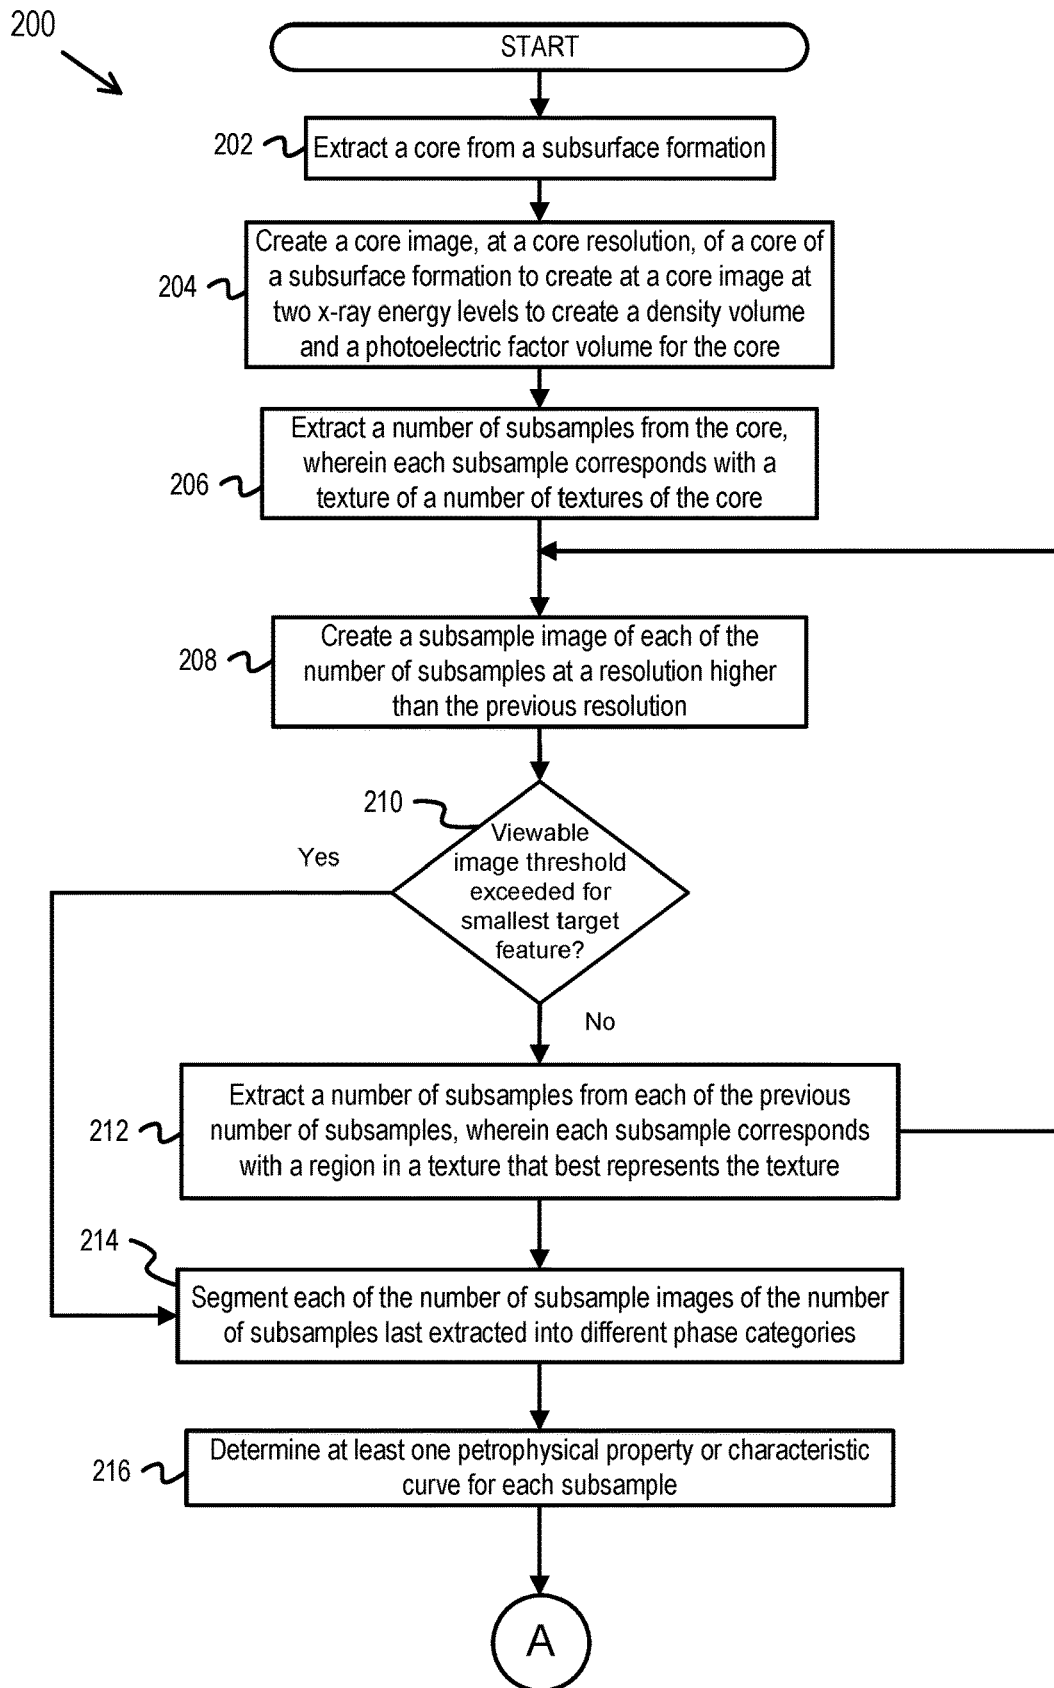 200
START
202
Extract a core from a subsurface formation
Create a core image, at a core resolution, of a core of
a subsurface formation to create at a core image at
two x-ray energy levels to create a density volume
and a photoelectric factor volume for the core
204
Extract a number of subsamples from the core,
wherein each subsample corresponds with a
texture of a number of textures of the core
206
Create a subsample image of each of the
number of subsamples at a resolution higher
than the previous resolution
208
210
Viewable
image threshold
exceeded for
smallest target
feature?
Yes
No
Extract a number of subsamples from each of the previous
number of subsamples, wherein each subsample corresponds
with a region in a texture that best represents the texture
212
214
Segment each of the number of subsample images of the number
of subsamples last extracted into different phase categories
Determine at least one petrophysical property or characteristic
curve for each subsample
216
A